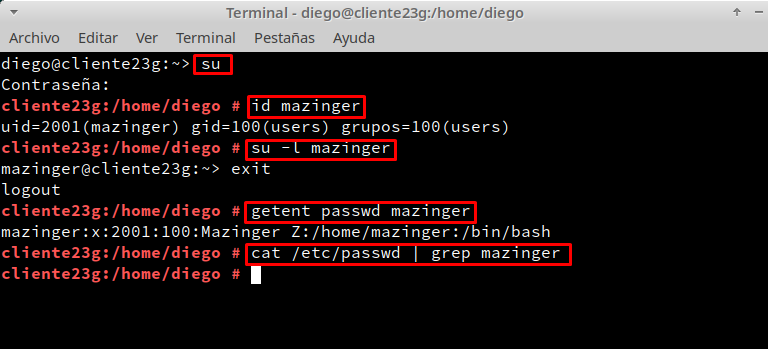 Terminal - diego@cliente23g:/home/diego
Archivo Editar Ver Terminal Pestañas Ayuda
diego@cliente23g:~> su
Contraseña:
cliente23g:/home/diego # id mazinger
uid=2001(mazinger) gid=100(users) grupos=100(users)
cliente23g:/home/diego # su -l mazinger
mazinger@cliente23g:~> exit
logout
cliente23g:/home/diego # getent passwd mazinger
mazinger:x:2001:100:Mazinger Z:/home/mazinger:/bin/bash
cliente23g:/home/diego # cat /etc/passwd | grep mazinger
cliente23g:/home/diego #